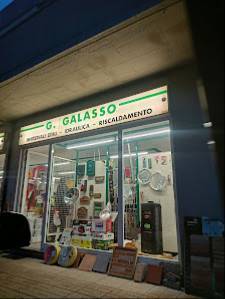 G. GALASSO
MATERIALI EDILI - IDRAULICA - RISCALDAMENTO